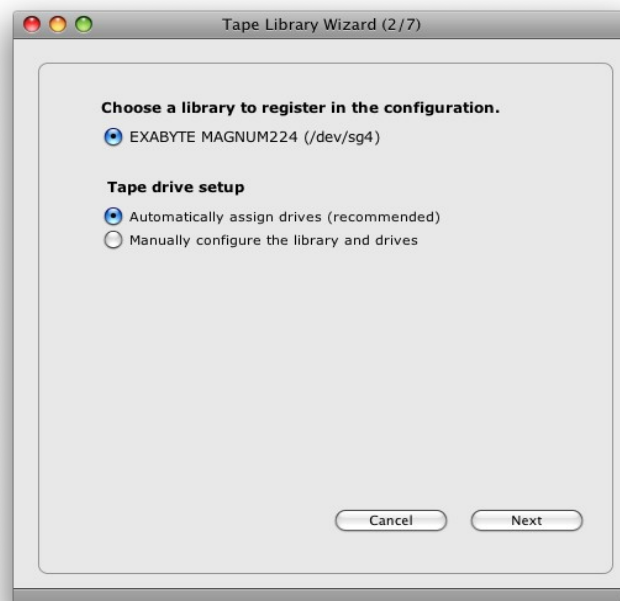 Tape Library Wizard (2/7)
Choose a library to register in the configuration.
EXABYTE MAGNUM224 (/dev/sg4)
Tape drive setup
Automatically assign drives (recommended)
Manually configure the library and drives
Cancel Next